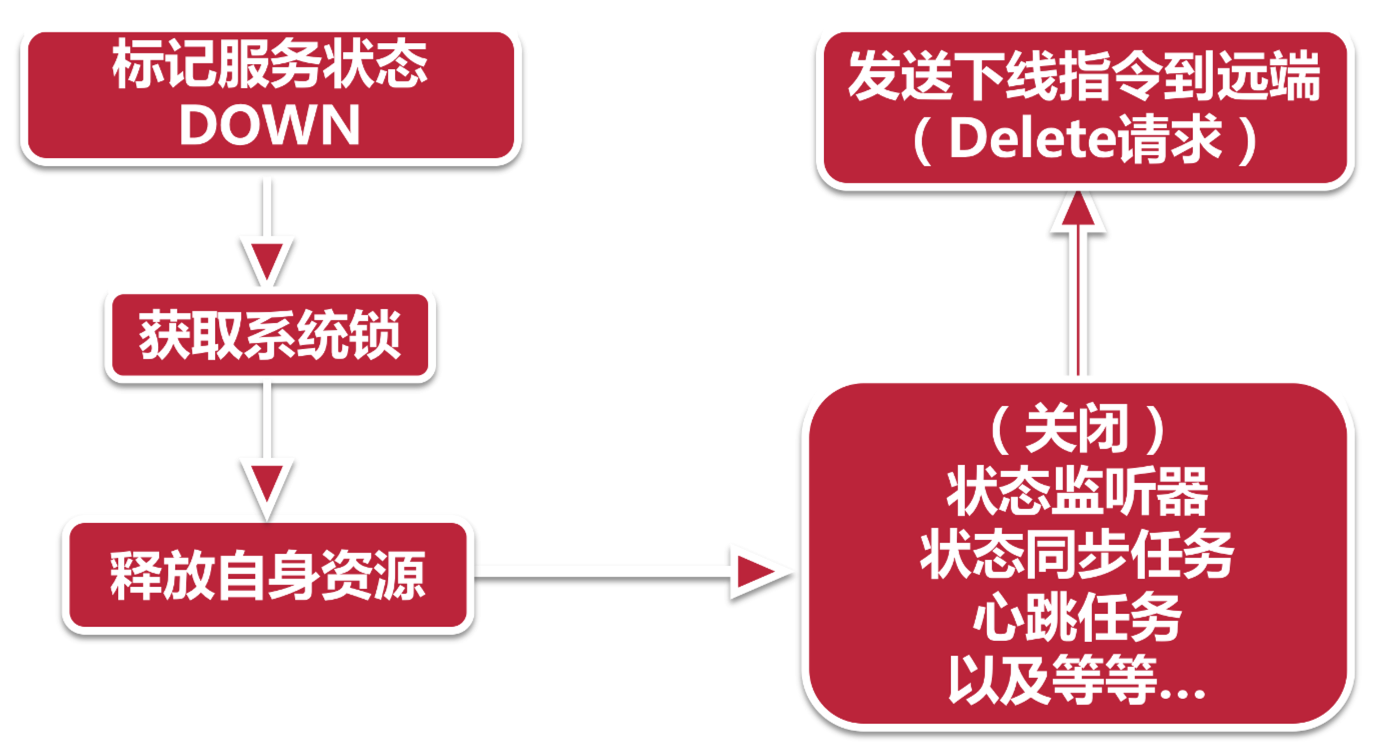 标记服务状态
DOWN
获取系统锁
释放自身资源
（关闭）
状态监听器
状态同步任务
心跳任务
以及等等...
发送下线指令到远端
（Delete请求）